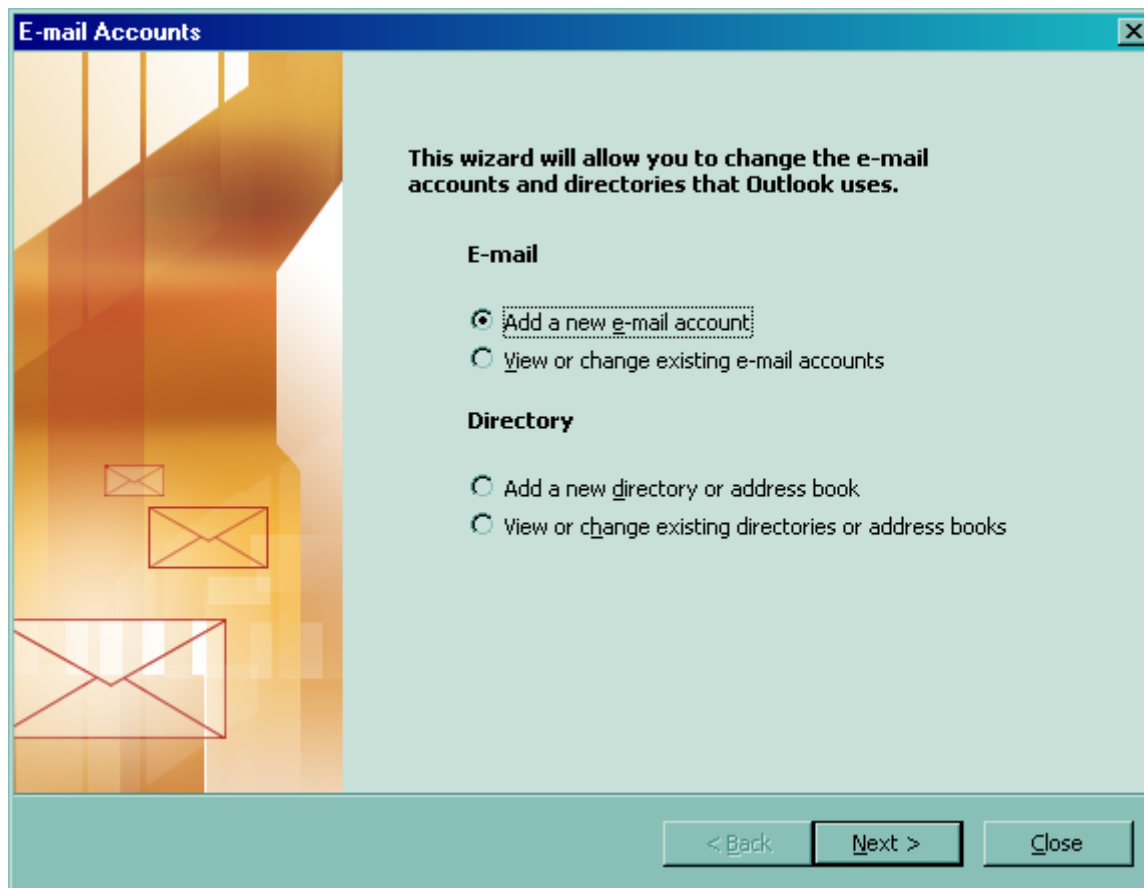 E-mail Accounts
This wizard will allow you to change the e-mail
accounts and directories that Outlook uses.
E-mail
Add a new e-mail account
View or change existing e-mail accounts
Directory
Add a new directory or address book
View or change existing directories or address books
< Back
Next >
Close